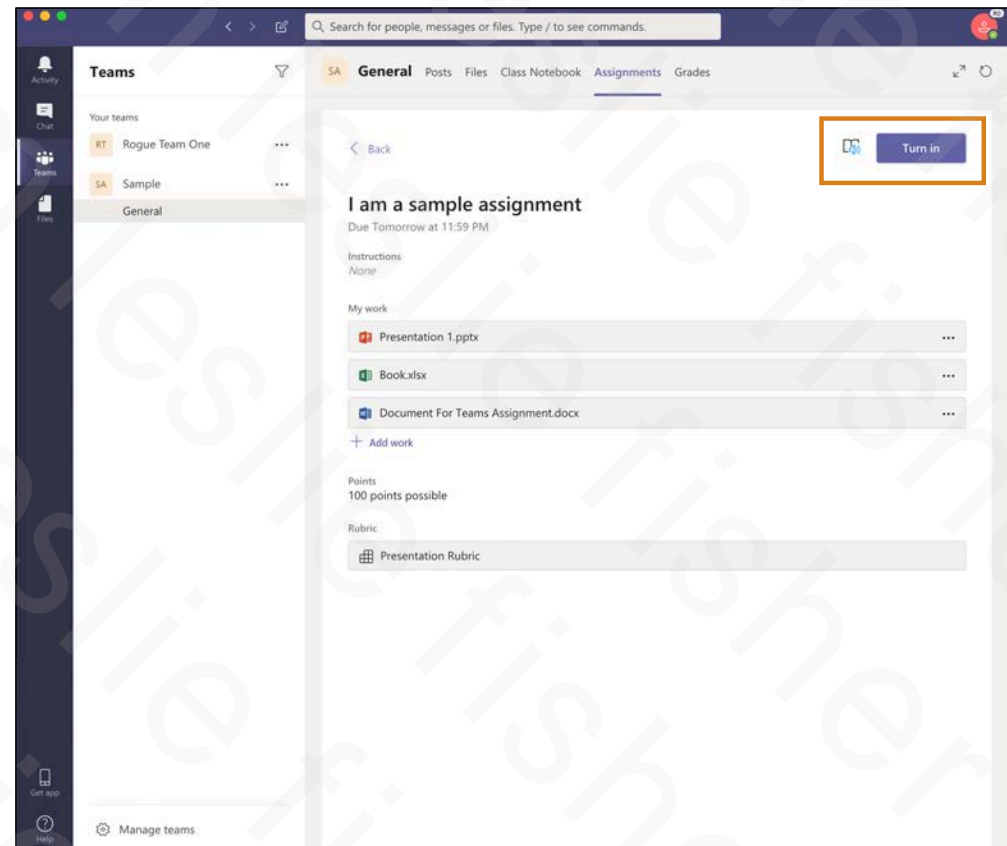 Search for people, messages or files. Type / to see commands.
Activity
Chat
Teams
Files
Get app
Help
Teams
Your teams
RT Rogue Team One
SA Sample
General
Manage teams
SA General Posts Files Class Notebook Assignments Grades
Back
Turn in
I am a sample assignment
Due Tomorrow at 11:59 PM
Instructions
None
My work
Presentation 1.pptx
Book.xlsx
Document For Teams Assignment.docx
+ Add work
Points
100 points possible
Rubric
Presentation Rubric
leslie fisher